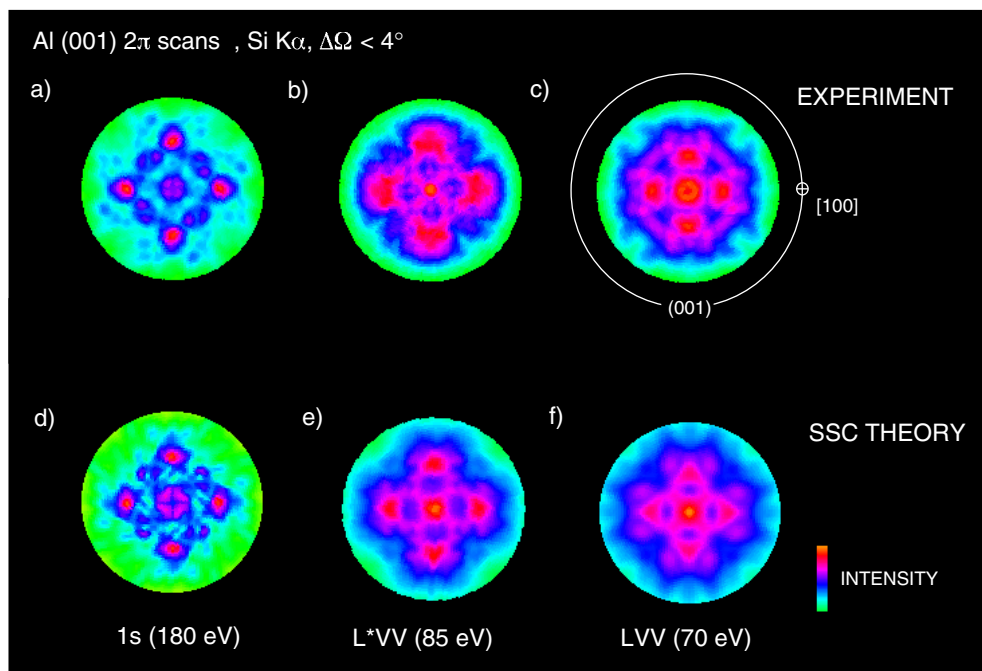 Al (001) 2π scans , Si Kα, ΔΩ < 4°
a)
b)
c)
EXPERIMENT
[100]
(001)
d)
e)
f)
SSC THEORY
INTENSITY
1s (180 eV)
L*VV (85 eV)
LVV (70 eV)